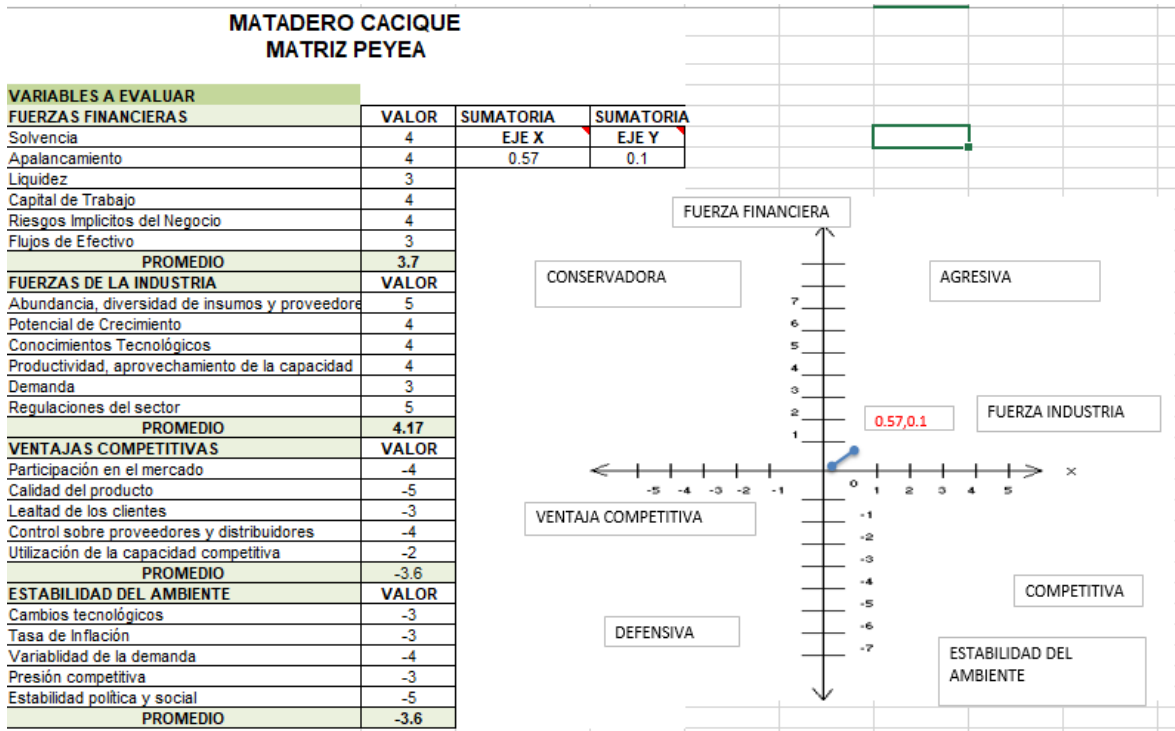 MATADERO CACIQUE
MATRIZ PEYEA
VARIABLES A EVALUAR
FUERZAS FINANCIERAS VALOR SUMATORIA SUMATORIA
Solvencia 4 EJE X EJE Y
Apalancamiento 4 0.57 0.1
Liquidez 3
Capital de Trabajo 4
Riesgos Implicitos del Negocio 4
Flujos de Efectivo 3
PROMEDIO 3.7
FUERZAS DE LA INDUSTRIA VALOR
Abundancia, diversidad de insumos y proveedore 5
Potencial de Crecimiento 4
Conocimientos Tecnológicos 4
Productividad, aprovechamiento de la capacidad 4
Demanda 3
Regulaciones del sector 5
PROMEDIO 4.17
VENTAJAS COMPETITIVAS VALOR
Participación en el mercado -4
Calidad del producto -5
Lealtad de los clientes -3
Control sobre proveedores y distribuidores -4
Utilización de la capacidad competitiva -2
PROMEDIO -3.6
ESTABILIDAD DEL AMBIENTE VALOR
Cambios tecnológicos -3
Tasa de Inflación -3
Variablidad de la demanda -4
Presión competitiva -3
Estabilidad política y social -5
PROMEDIO -3.6
FUERZA FINANCIERA
CONSERVADORA
AGRESIVA
7
6
5
4
3
2
1
0.57,0.1
FUERZA INDUSTRIA
x
-5 -4 -3 -2 -1 0 1 2 3 4 5
VENTAJA COMPETITIVA
-1
-2
-3
-4
-5
-6
-7
COMPETITIVA
DEFENSIVA
ESTABILIDAD DEL
AMBIENTE